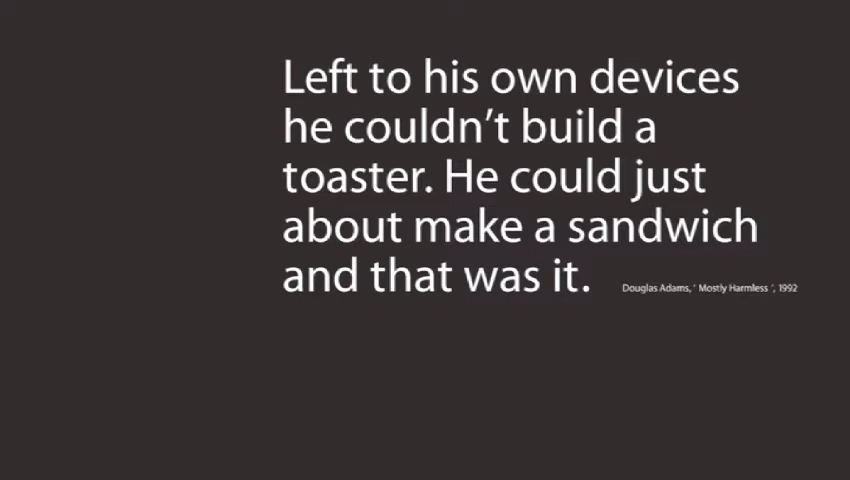 Left to his own devices
he couldn’t build a
toaster. He could just
about make a sandwich
and that was it. Douglas Adams, ‘ Mostly Harmless ’, 1992